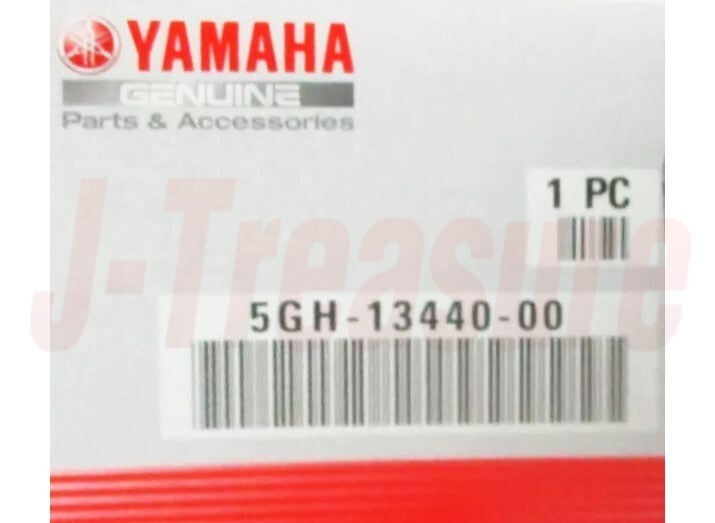 YAMAHA
GENUINE
Parts & Accessories
1 PC
J-Treasure
5GH-13440-00